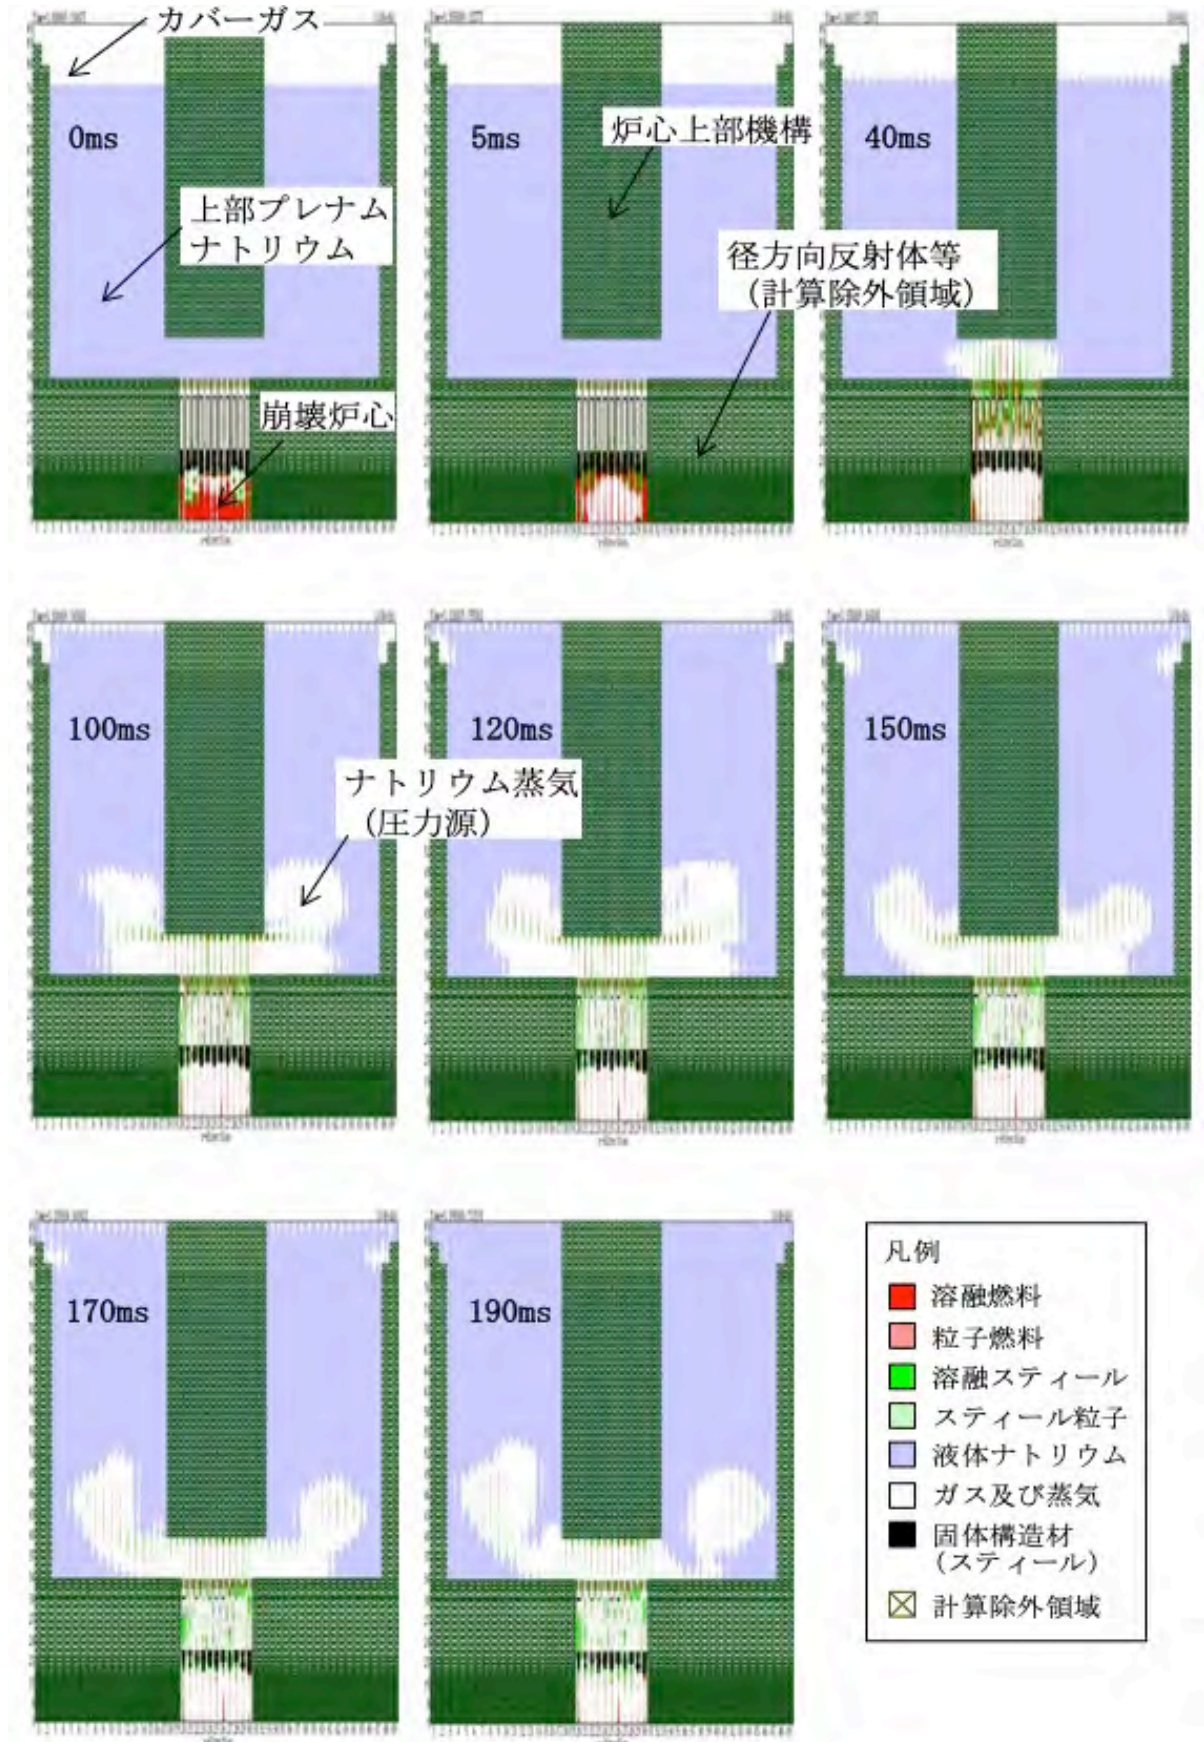 カバーガス
0ms
5ms
40ms
炉心上部機構
上部プレナム
ナトリウム
径方向反射体等
(計算除外領域)
崩壊炉心
100ms
120ms
150ms
ナトリウム蒸気
(圧力源)
170ms
190ms
凡例
溶融燃料
粒子燃料
溶融スティール
スティール粒子
液体ナトリウム
ガス及び蒸気
固体構造材
(スティール)
計算除外領域